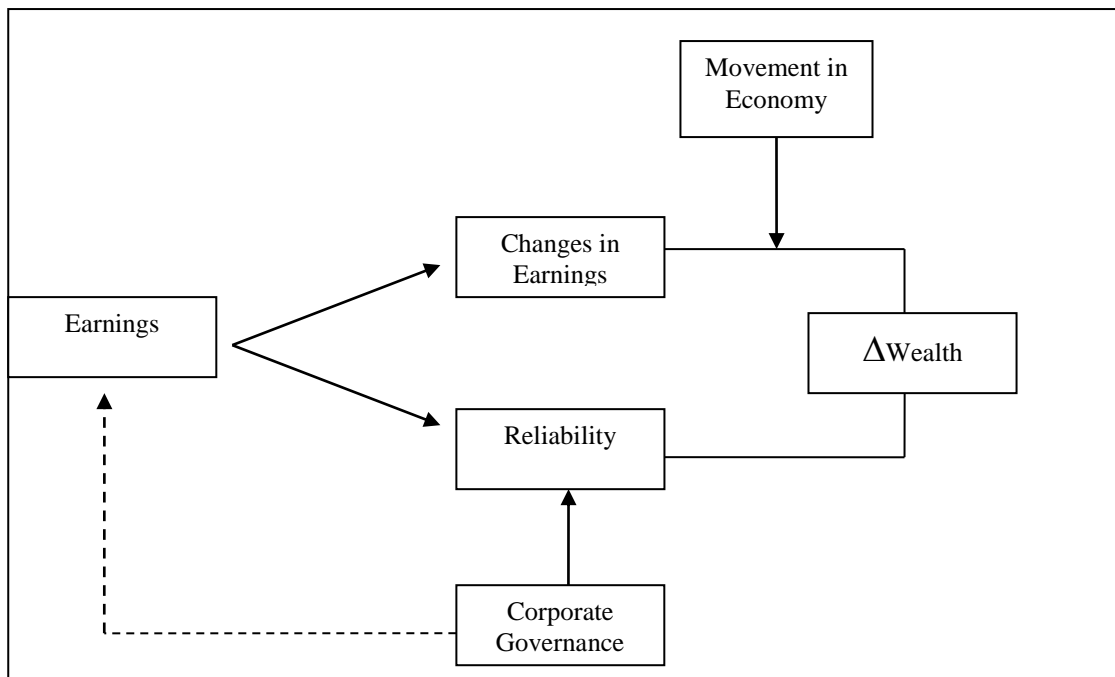 Movement in
Economy
Changes in
Earnings
Earnings
ΔWealth
Reliability
Corporate
Governance